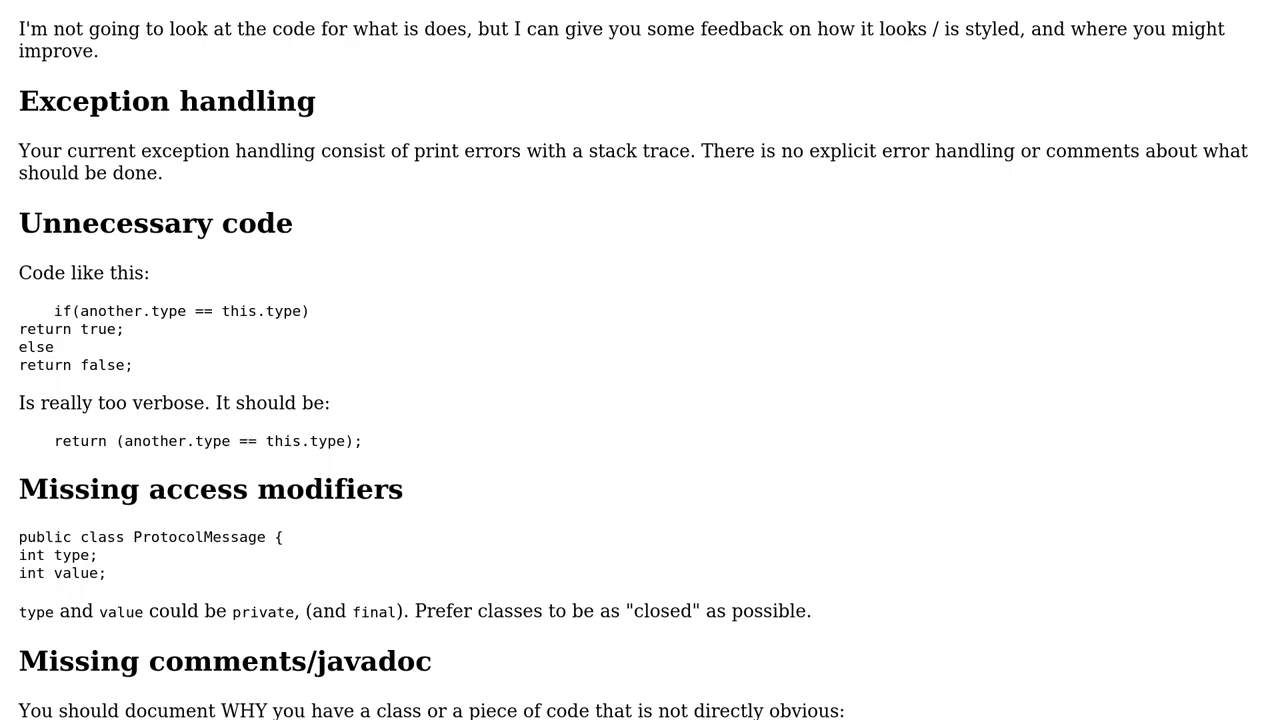 I'm not going to look at the code for what is does, but I can give you some feedback on how it looks / is styled, and where you might
improve.
Exception handling
Your current exception handling consist of print errors with a stack trace. There is no explicit error handling or comments about what
should be done.
Unnecessary code
Code like this:
    if(another.type == this.type)
return true;
else
return false;
Is really too verbose. It should be:
    return (another.type == this.type);
Missing access modifiers
public class ProtocolMessage {
int type;
int value;
type and value could be private, (and final). Prefer classes to be as "closed" as possible.
Missing comments/javadoc
You should document WHY you have a class or a piece of code that is not directly obvious: